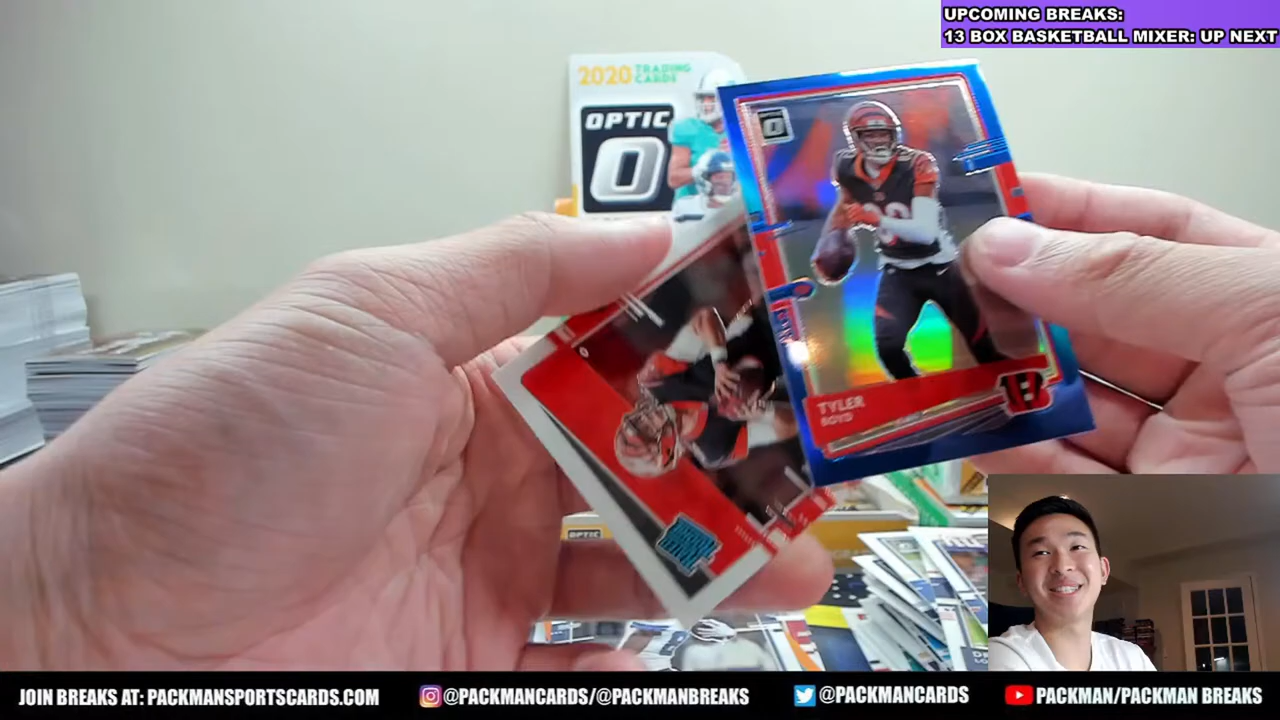 UPCOMING BREAKS:
13 BOX BASKETBALL MIXER: UP NEXT
2020 TRADING CARDS
OPTIC
O
TYLER
BOYD
OPTIC
JOIN BREAKS AT: PACKMANSPORTSCARDS.COM
@PACKMANCARDS/@PACKMANBREAKS
@PACKMANCARDS
PACKMAN/PACKMAN BREAKS